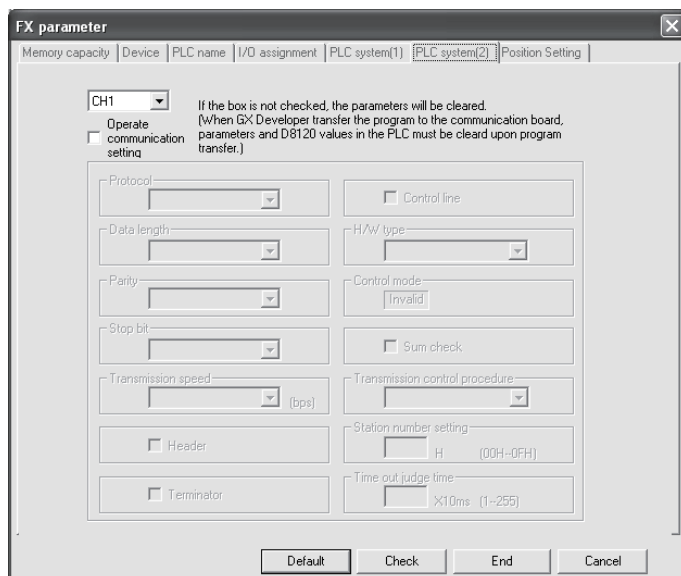 FX parameter
Memory capacity Device PLC name I/O assignment PLC system(1) PLC system(2) Position Setting
CH1
If the box is not checked, the parameters will be cleared.
(When GX Developer transfer the program to the communication board,
parameters and D8120 values in the PLC must be cleard upon program
transfer.)
Operate
communication
setting
Protocol
Control line
Data length
H/W type
Parity
Control mode
Invalid
Stop bit
Sum check
Transmission speed
(bps)
Transmission control procedure
Header
Station number setting
H (00H--0FH)
Terminator
Time out judge time
X10ms (1--255)
Default Check End Cancel